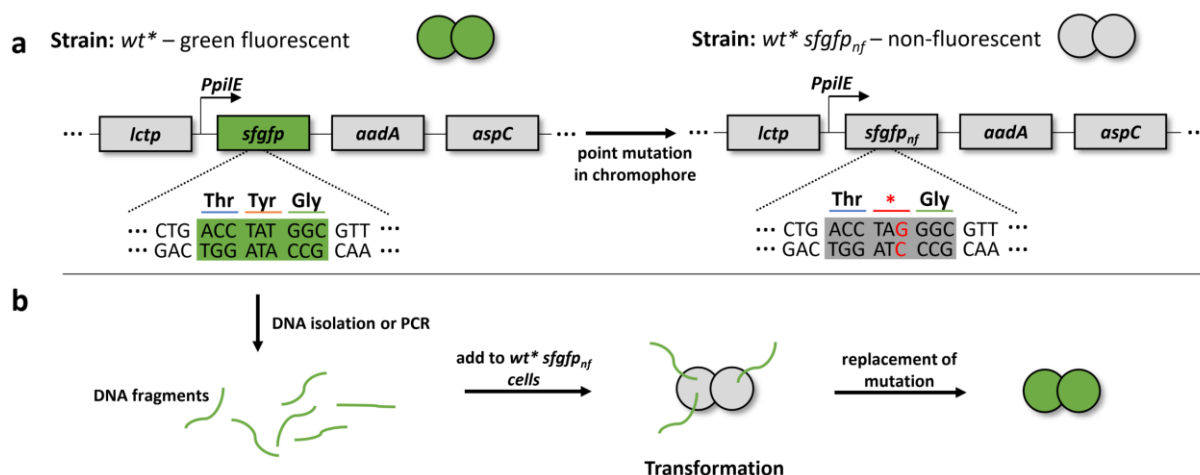 a
Strain: wt* – green fluorescent
PpilE
··· lctp sfgfp aadA aspC ···
Thr Tyr Gly
··· CTG ACC TAT GGC GTT ···
··· GAC TGG ATA CCG CAA ···
point mutation
in chromophore
Strain: wt* sfgfpnf – non-fluorescent
PpilE
··· lctp sfgfpnf aadA aspC ···
Thr * Gly
··· CTG ACC TAG GGC GTT ···
··· GAC TGG ATC CCG CAA ···
b
DNA isolation or PCR
DNA fragments
add to wt* sfgfpnf
cells
Transformation
replacement of
mutation